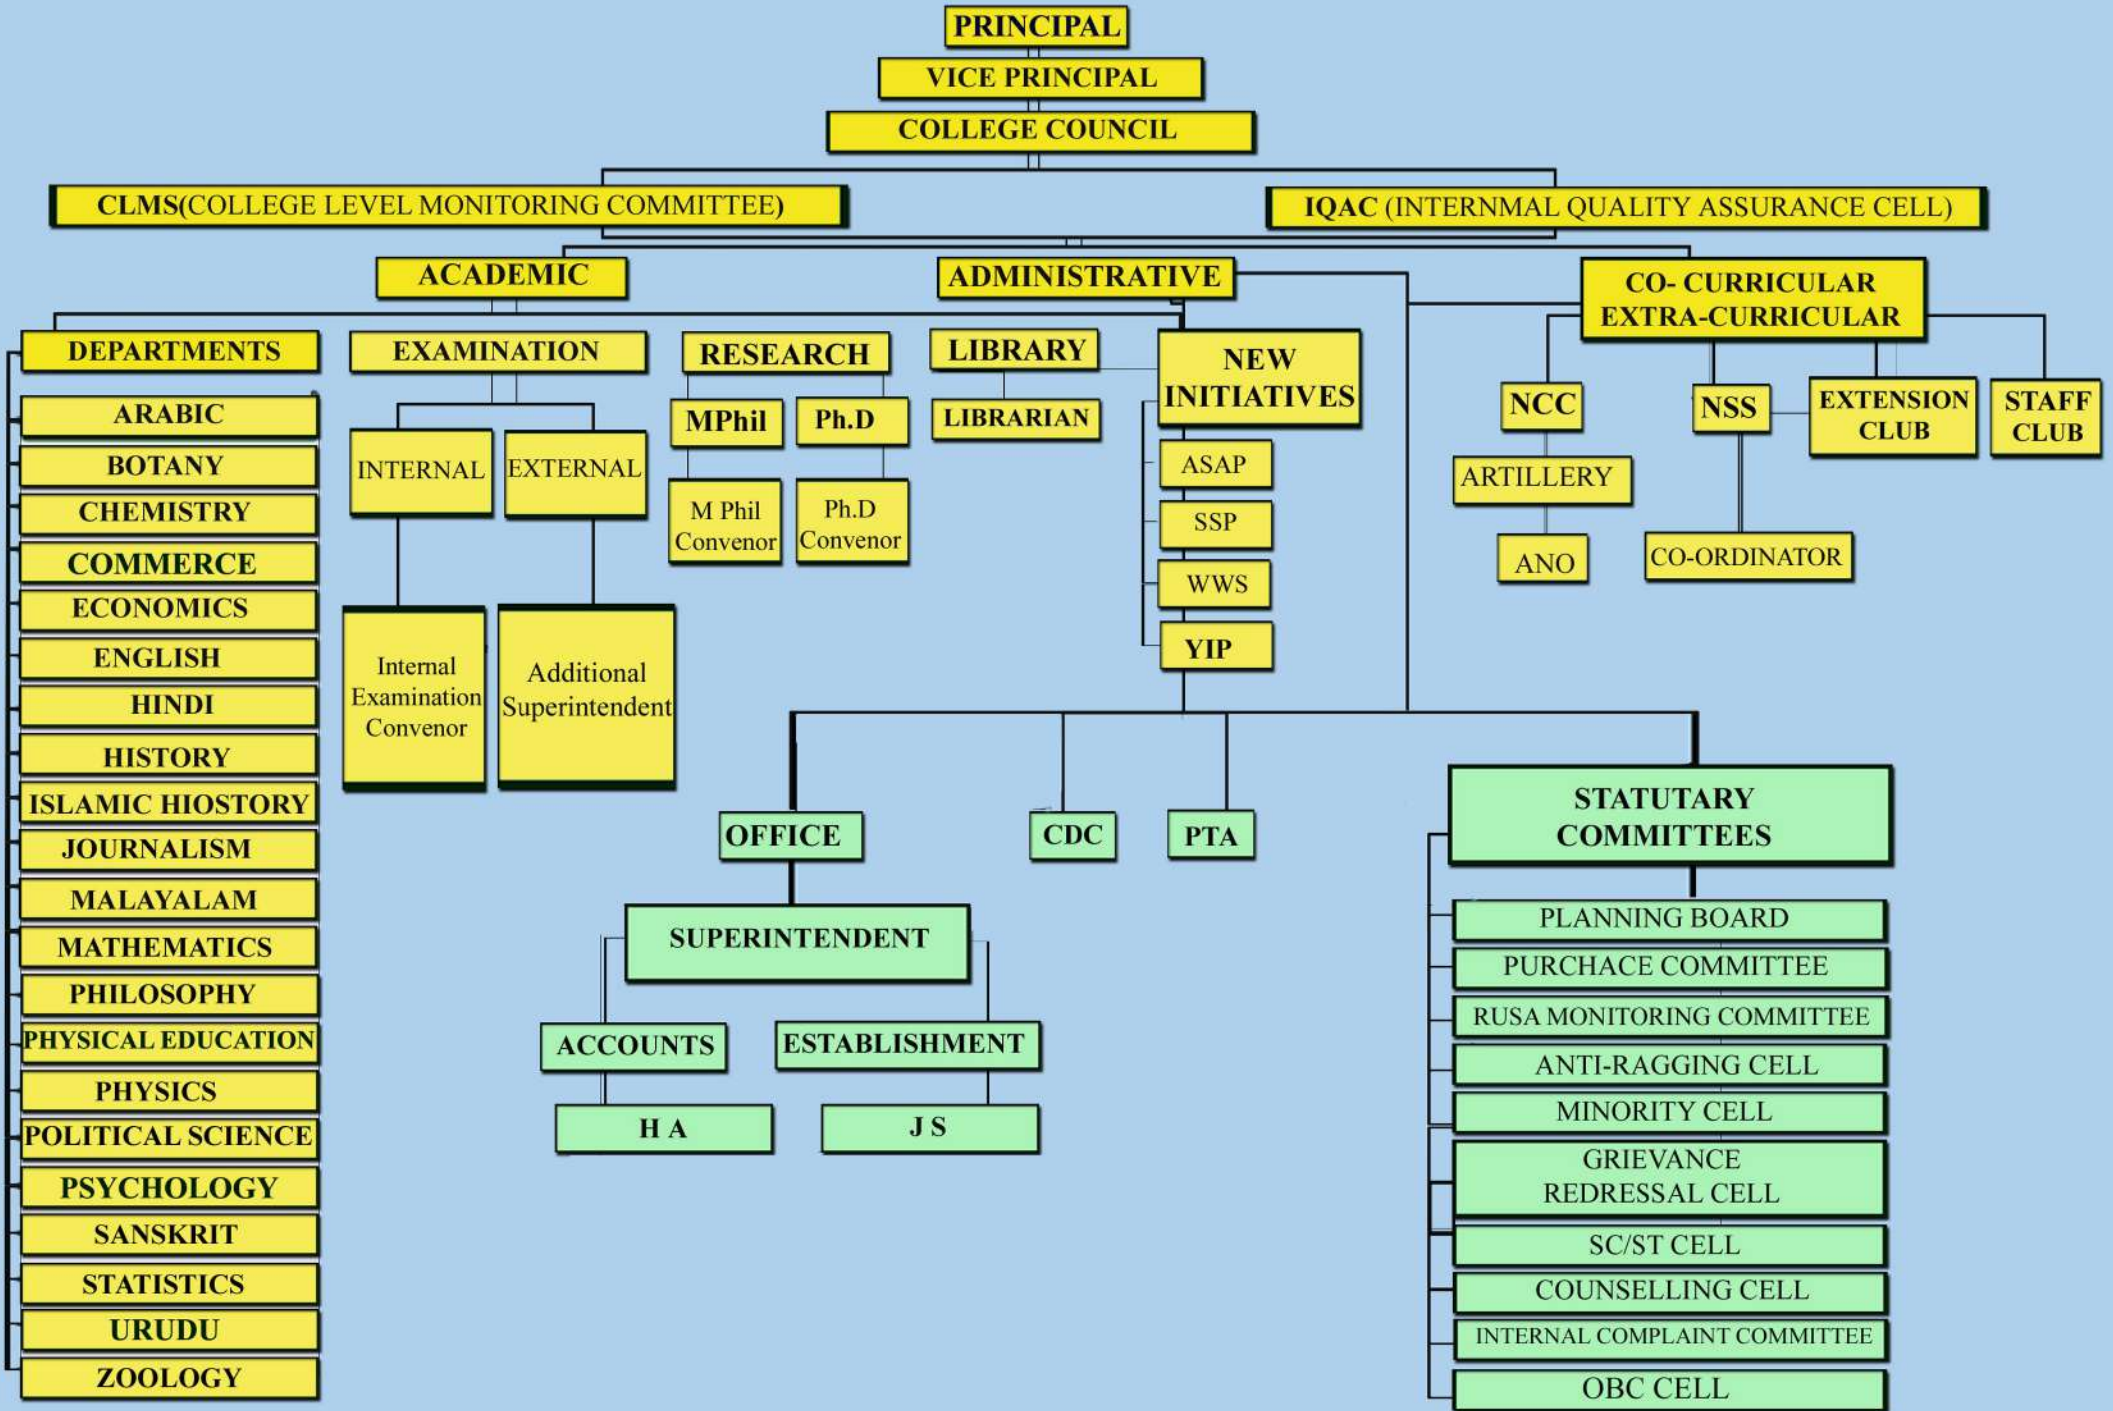 PRINCIPAL
VICE PRINCIPAL
COLLEGE COUNCIL
CLMS(COLLEGE LEVEL MONITORING COMMITTEE)
IQAC (INTERNMAL QUALITY ASSURANCE CELL)
ACADEMIC
ADMINISTRATIVE
CO- CURRICULAR
EXTRA-CURRICULAR
DEPARTMENTS
ARABIC
BOTANY
CHEMISTRY
COMMERCE
ECONOMICS
ENGLISH
HINDI
HISTORY
ISLAMIC HIOSTORY
JOURNALISM
MALAYALAM
MATHEMATICS
PHILOSOPHY
PHYSICAL EDUCATION
PHYSICS
POLITICAL SCIENCE
PSYCHOLOGY
SANSKRIT
STATISTICS
URUDU
ZOOLOGY
EXAMINATION
INTERNAL
EXTERNAL
Internal
Examination
Convenor
Additional
Superintendent
RESEARCH
MPhil
Ph.D
M Phil
Convenor
Ph.D
Convenor
LIBRARY
LIBRARIAN
NEW
INITIATIVES
ASAP
SSP
WWS
YIP
NCC
ARTILLERY
ANO
NSS
CO-ORDINATOR
EXTENSION
CLUB
STAFF
CLUB
OFFICE
CDC
PTA
SUPERINTENDENT
ACCOUNTS
ESTABLISHMENT
H A
J S
STATUTARY
COMMITTEES
PLANNING BOARD
PURCHACE COMMITTEE
RUSA MONITORING COMMITTEE
ANTI-RAGGING CELL
MINORITY CELL
GRIEVANCE
REDRESSAL CELL
SC/ST CELL
COUNSELLING CELL
INTERNAL COMPLAINT COMMITTEE
OBC CELL